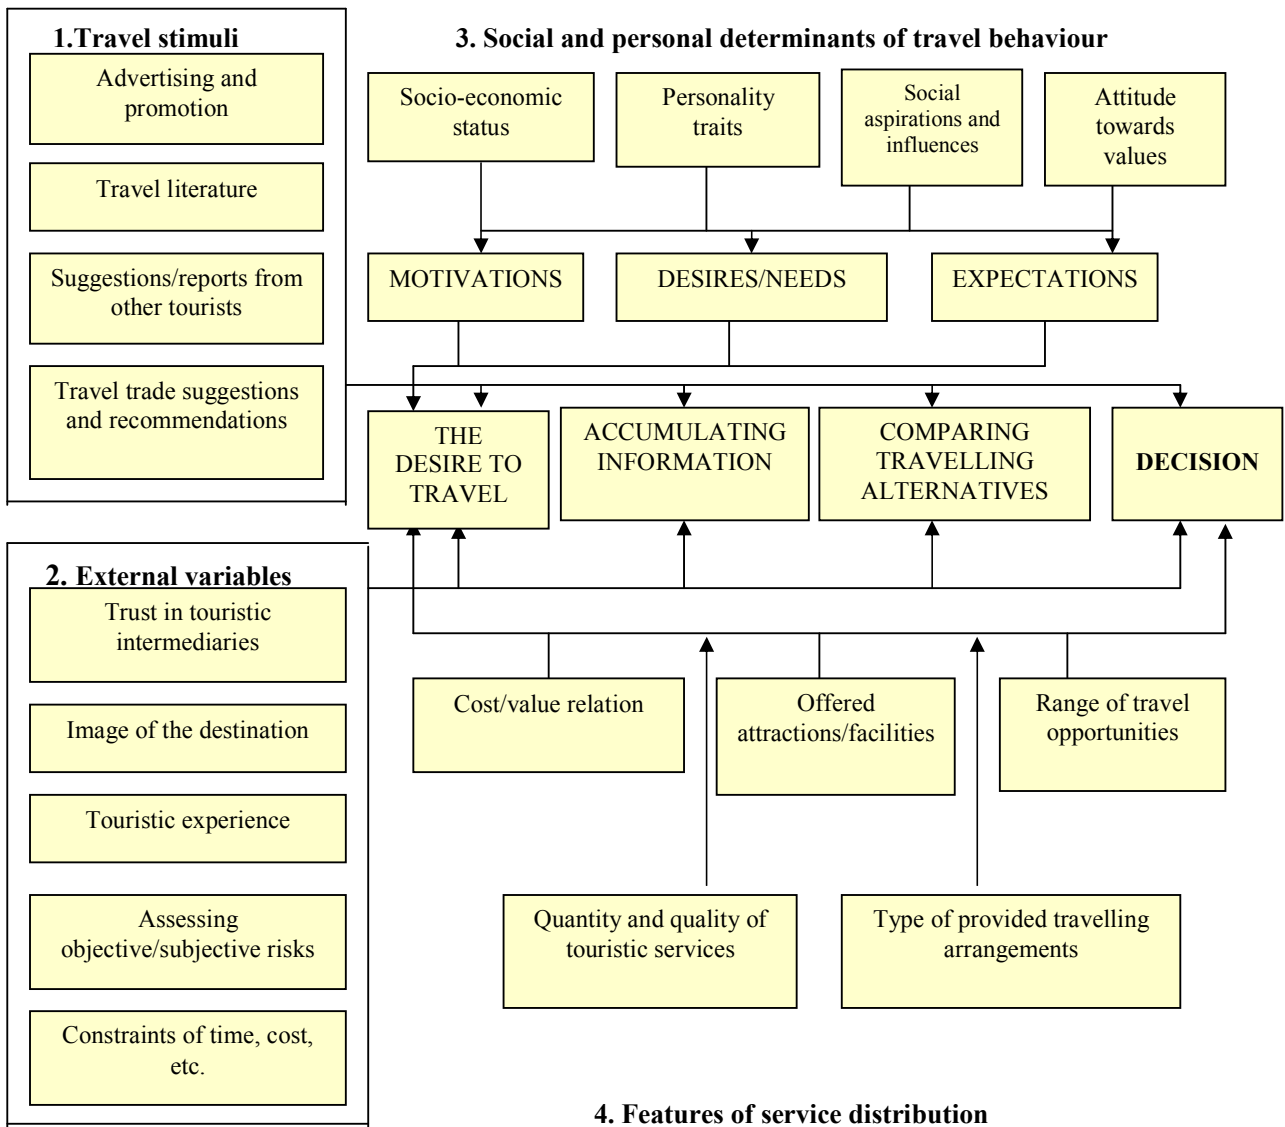 1.Travel stimuli
Advertising and
promotion
Travel literature
Suggestions/reports from
other tourists
Travel trade suggestions
and recommendations
3. Social and personal determinants of travel behaviour
Socio-economic
status
Personality
traits
Social
aspirations and
influences
Attitude
towards
values
MOTIVATIONS
DESIRES/NEEDS
EXPECTATIONS
THE
DESIRE TO
TRAVEL
ACCUMULATING
INFORMATION
COMPARING
TRAVELLING
ALTERNATIVES
DECISION
2. External variables
Trust in touristic
intermediaries
Image of the destination
Touristic experience
Assessing
objective/subjective risks
Constraints of time, cost,
etc.
Cost/value relation
Offered
attractions/facilities
Range of travel
opportunities
Quantity and quality of
touristic services
Type of provided travelling
arrangements
4. Features of service distribution